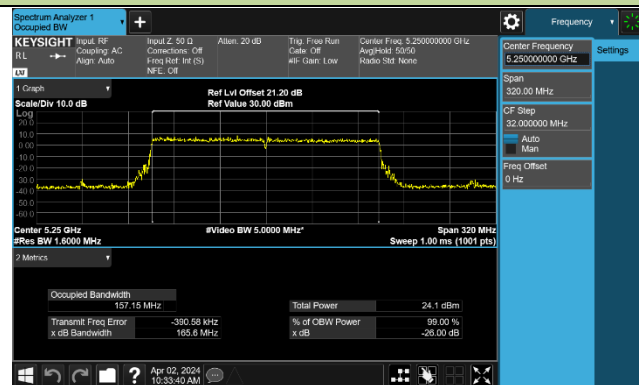 Spectrum Analyzer 1
Occupied BW
Frequency
KEYSIGHT
RL
LXI
Input: RF
Coupling: AC
Align: Auto
Input Z: 50 Ω
Corrections: Off
Freq Ref: Int (S)
NFE: Off
Atten: 20 dB
Trig: Free Run
Gate: Off
#IF Gain: Low
Center Freq: 5.250000000 GHz
Avg|Hold: 50/50
Radio Std: None
Center Frequency
5.250000000 GHz
Settings
Span
320.00 MHz
CF Step
32.000000 MHz
Auto
Man
Freq Offset
0 Hz
1 Graph
Scale/Div 10.0 dB
Ref Lvl Offset 21.20 dB
Ref Value 30.00 dBm
Log
20.0
10.0
0.00
-10.0
-20.0
-30.0
-40.0
-50.0
-60.0
Center 5.25 GHz
#Video BW 5.0000 MHz*
Span 320 MHz
#Res BW 1.6000 MHz
Sweep 1.00 ms (1001 pts)
2 Metrics
Occupied Bandwidth
157.15 MHz
Total Power
24.1 dBm
Transmit Freq Error
-390.58 kHz
% of OBW Power
99.00 %
x dB Bandwidth
165.6 MHz
x dB
-26.00 dB
Apr 02, 2024
10:33:40 AM